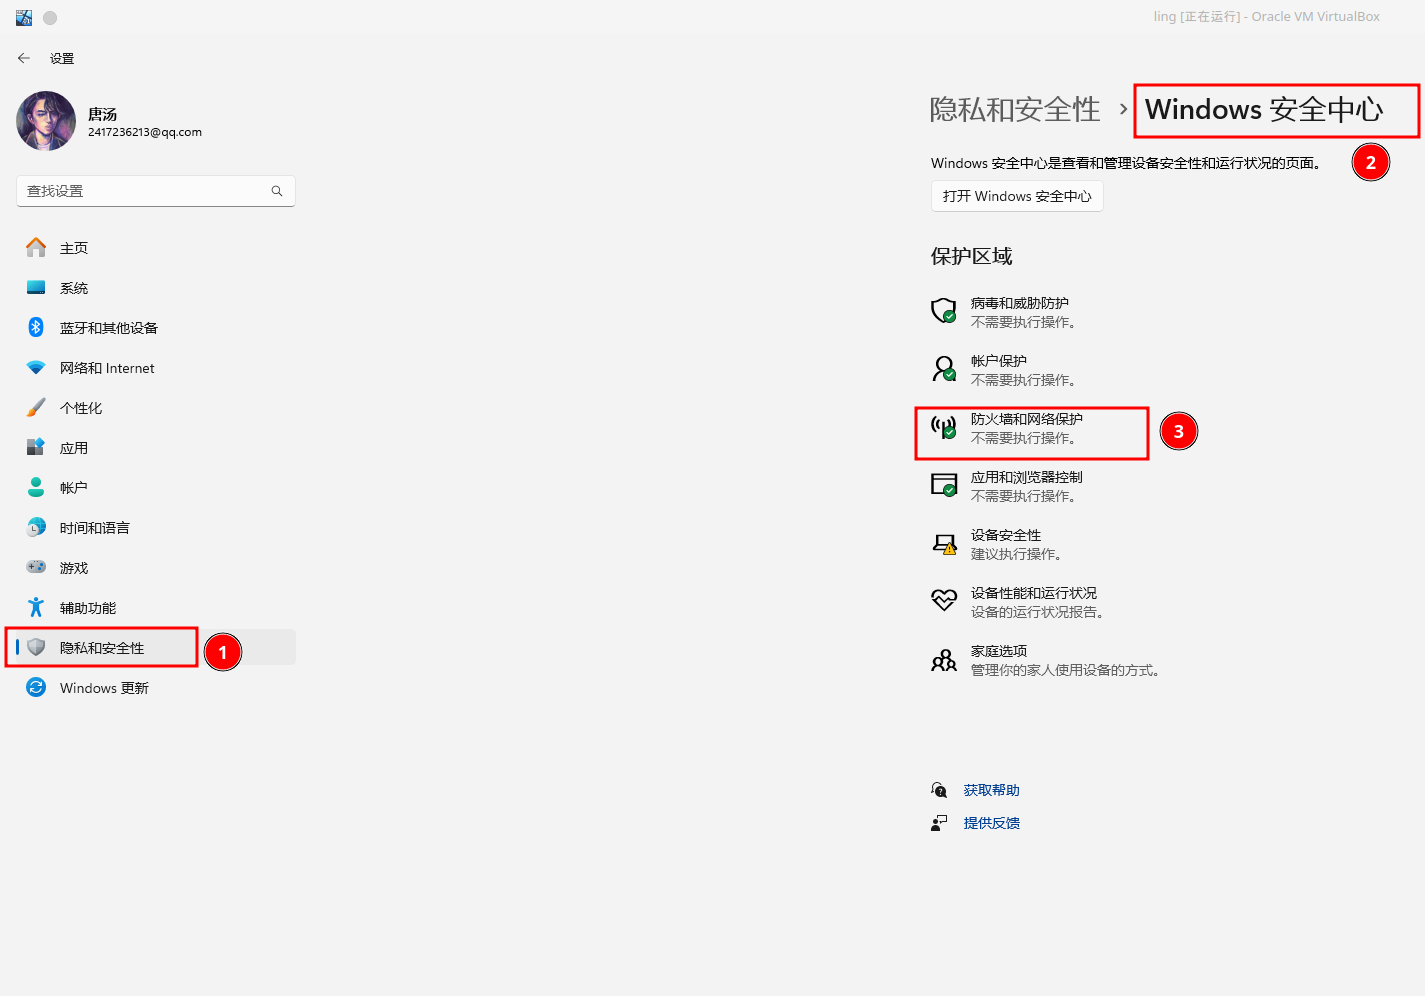 ling [正在运行] - Oracle VM VirtualBox
设置
唐汤
2417236213@qq.com
查找设置
主页
系统
蓝牙和其他设备
网络和 Internet
个性化
应用
帐户
时间和语言
游戏
辅助功能
隐私和安全性
1
Windows 更新
隐私和安全性 › Windows 安全中心
Windows 安全中心是查看和管理设备安全性和运行状况的页面。
2
打开 Windows 安全中心
保护区域
病毒和威胁防护
不需要执行操作。
帐户保护
不需要执行操作。
防火墙和网络保护
不需要执行操作。
3
应用和浏览器控制
不需要执行操作。
设备安全性
建议执行操作。
设备性能和运行状况
设备的运行状况报告。
家庭选项
管理你的家人使用设备的方式。
获取帮助
提供反馈